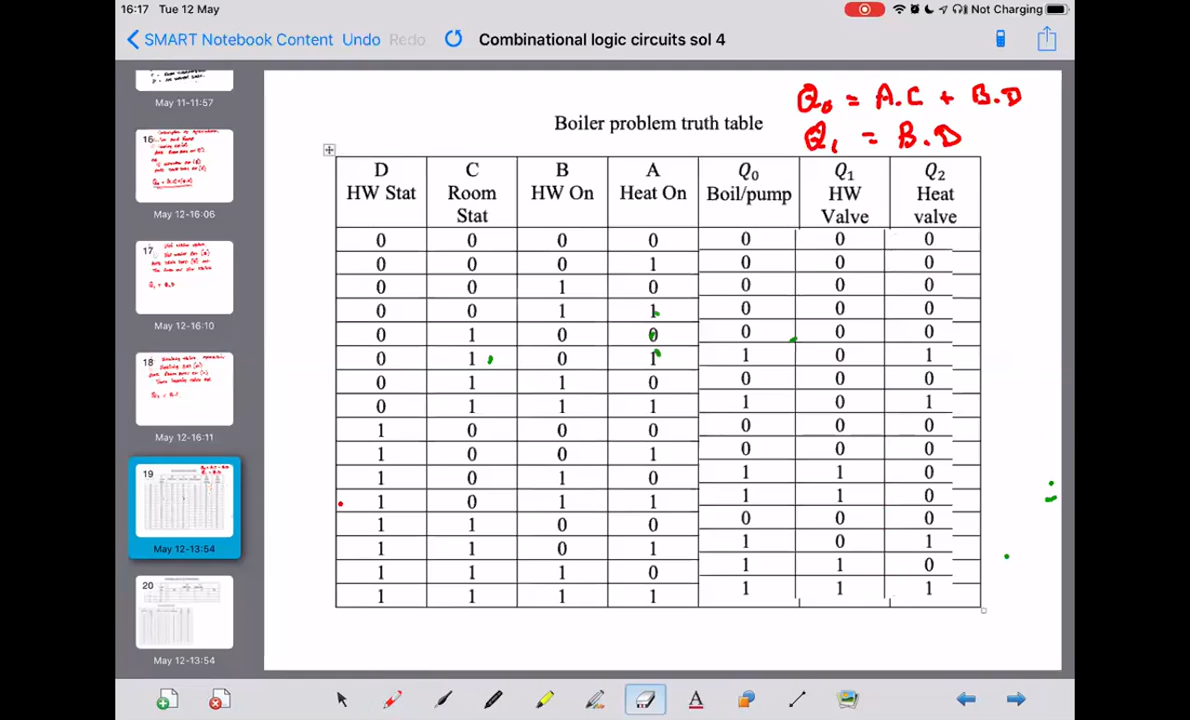 16:17 Tue 12 May
Not Charging
SMART Notebook Content Undo Redo Combinational logic circuits sol 4
May 11-11:57
16
May 12-16:06
17
May 12-16:10
18
May 12-16:11
19
May 12-13:54
20
May 12-13:54
Q₀ = A.C + B.D
Boiler problem truth table
Q₁ = B.D
D C B A Q₀ Q₁ Q₂
HW Stat Room HW On Heat On Boil/pump HW Heat
Stat Valve valve
0 0 0 0 0 0 0
0 0 0 1 0 0 0
0 0 1 0 0 0 0
0 0 1 1 0 0 0
0 1 0 0 0 0 0
0 1 0 1 1 0 1
0 1 1 0 0 0 0
0 1 1 1 1 0 1
1 0 0 0 0 0 0
1 0 0 1 0 0 0
1 0 1 0 1 1 0
1 0 1 1 1 1 0
1 1 0 0 0 0 0
1 1 0 1 1 0 1
1 1 1 0 1 1 0
1 1 1 1 1 1 1